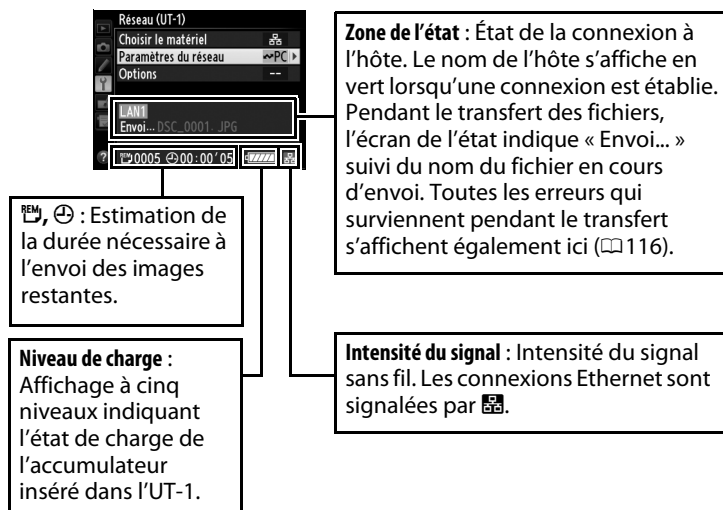 Réseau (UT-1)
Choisir le matériel
Paramètres du réseau PC
Options --
LAN1
Envoi... DSC_0001. JPG
? REM 0005 00:00'05
Zone de l'état : État de la connexion à
l'hôte. Le nom de l'hôte s'affiche en
vert lorsqu'une connexion est établie.
Pendant le transfert des fichiers,
l'écran de l'état indique « Envoi... »
suivi du nom du fichier en cours
d'envoi. Toutes les erreurs qui
surviennent pendant le transfert
s'affichent également ici (116).
REM, : Estimation de
la durée nécessaire à
l'envoi des images
restantes.
Niveau de charge :
Affichage à cinq
niveaux indiquant
l'état de charge de
l'accumulateur
inséré dans l'UT-1.
Intensité du signal : Intensité du signal
sans fil. Les connexions Ethernet sont
signalées par .